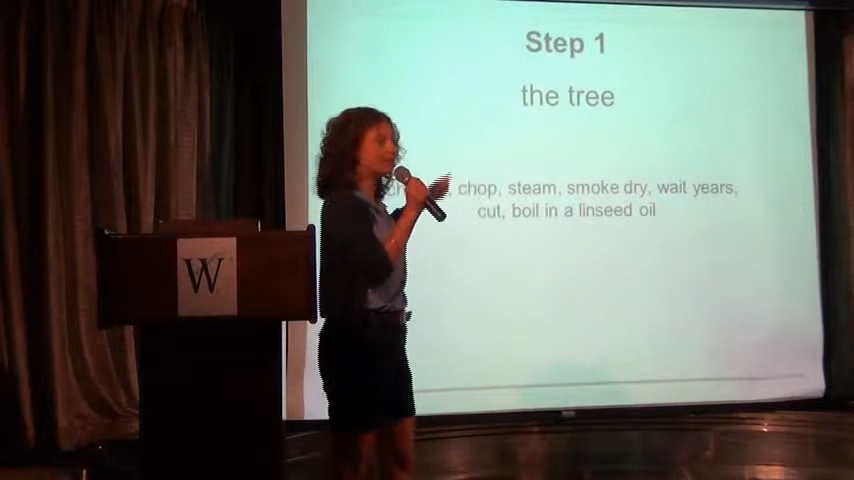 Step 1
the tree
chop, steam, smoke dry, wait years,
cut, boil in a linseed oil
W